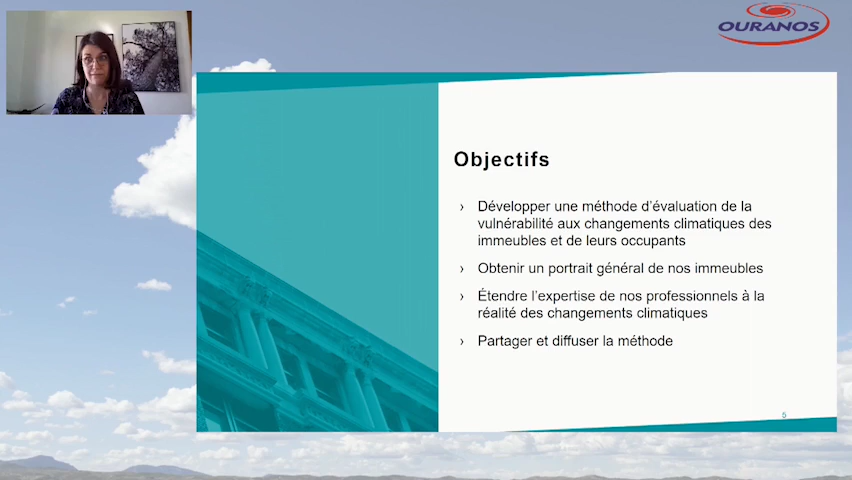 OURANOS
Objectifs
› Développer une méthode d’évaluation de la
vulnérabilité aux changements climatiques des
immeubles et de leurs occupants
› Obtenir un portrait général de nos immeubles
› Étendre l’expertise de nos professionnels à la
réalité des changements climatiques
› Partager et diffuser la méthode
5